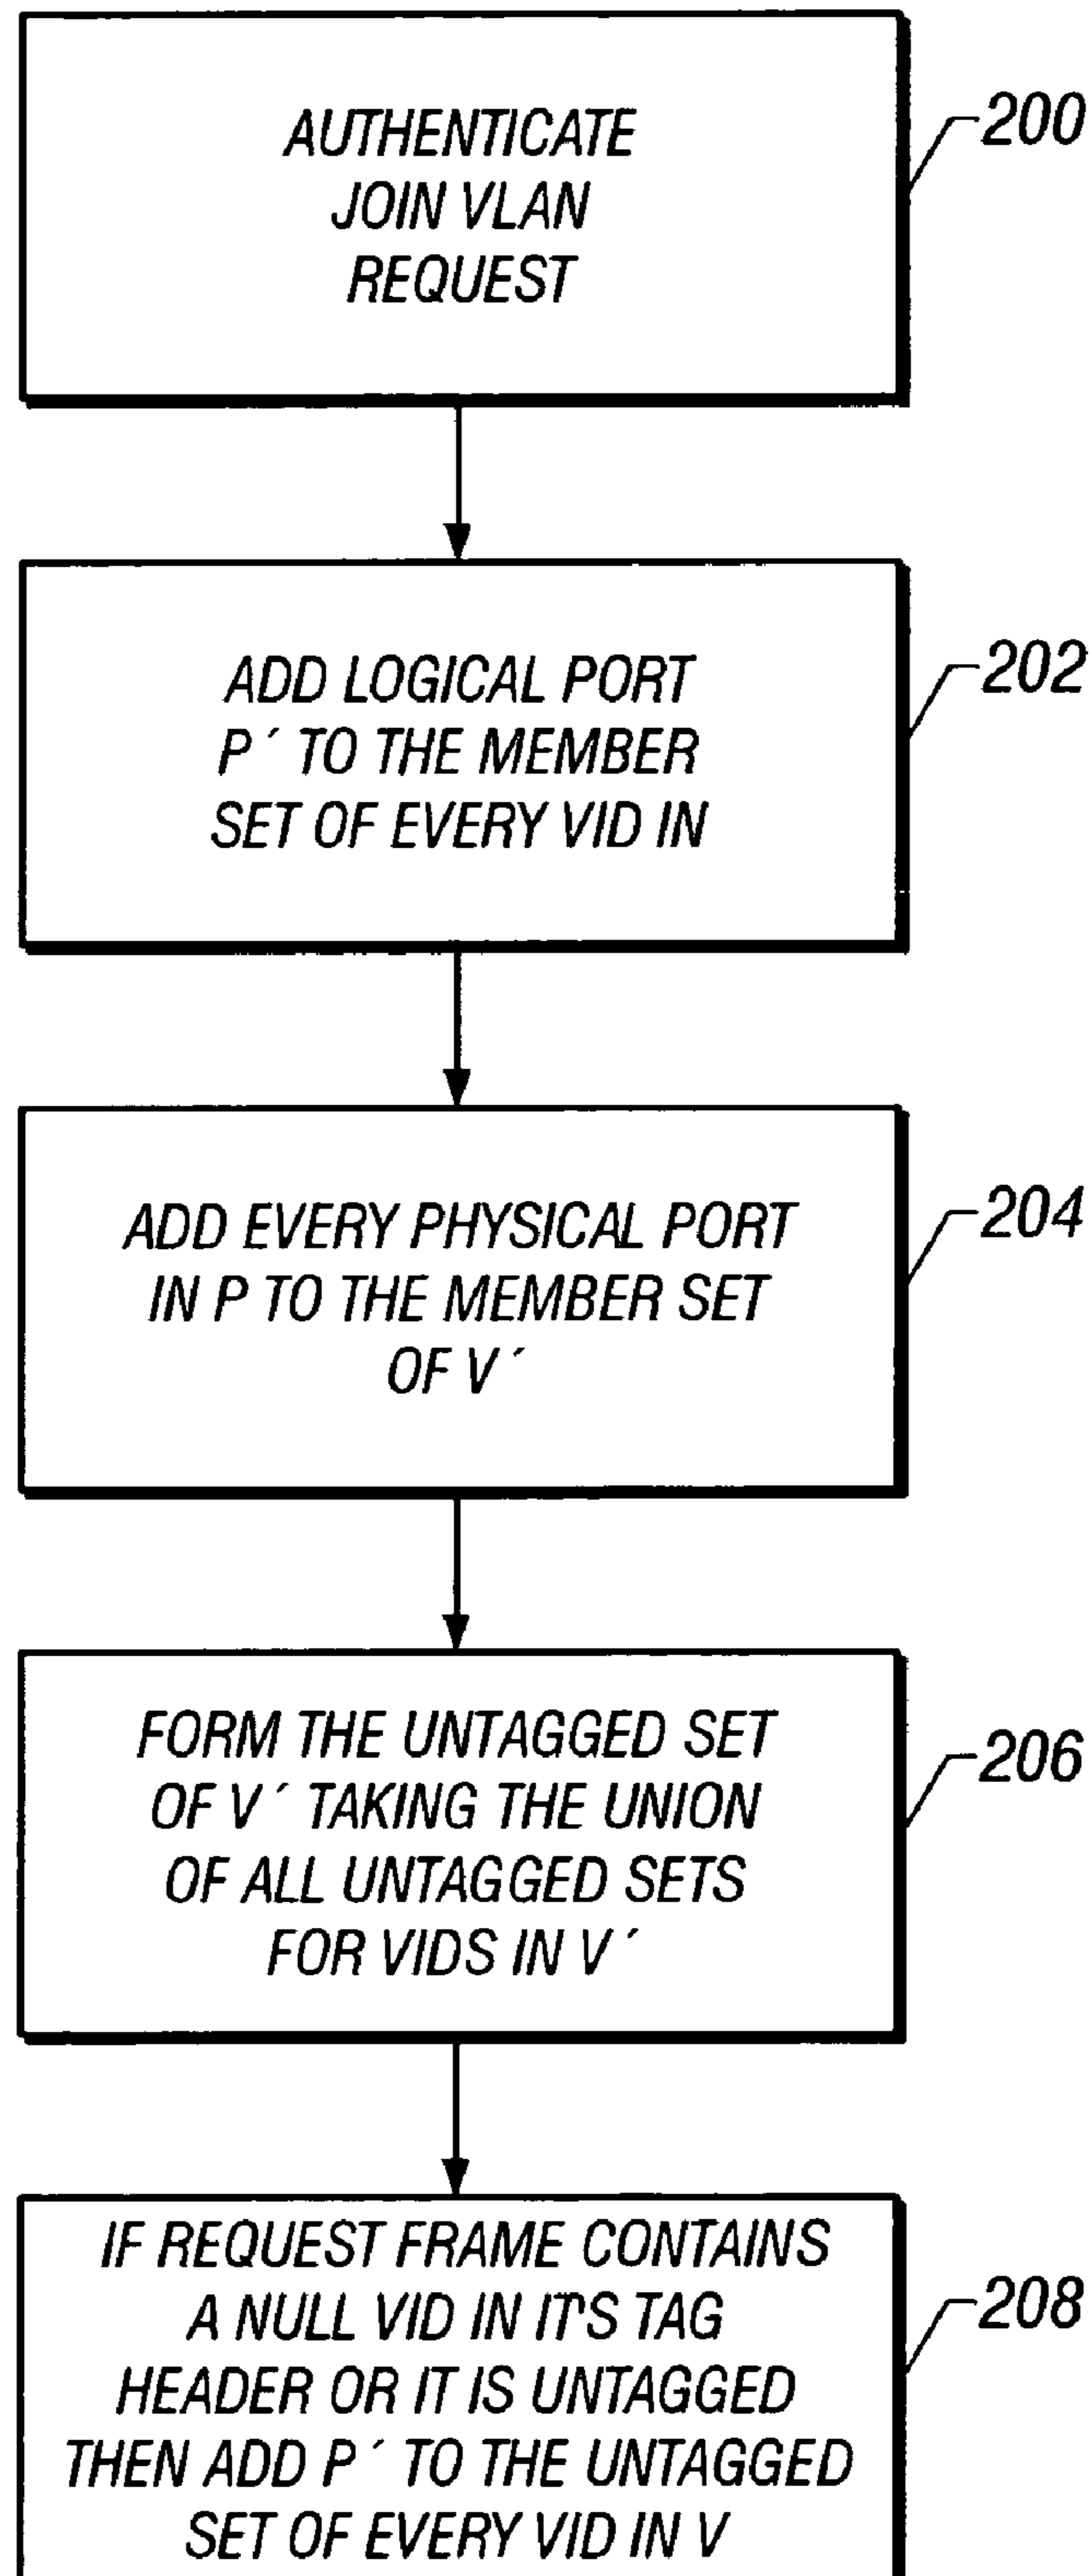 AUTHENTICATE
JOIN VLAN
REQUEST
200
ADD LOGICAL PORT
P´ TO THE MEMBER
SET OF EVERY VID IN
202
ADD EVERY PHYSICAL PORT
IN P TO THE MEMBER SET
OF V´
204
FORM THE UNTAGGED SET
OF V´ TAKING THE UNION
OF ALL UNTAGGED SETS
FOR VIDS IN V´
206
IF REQUEST FRAME CONTAINS
A NULL VID IN IT'S TAG
HEADER OR IT IS UNTAGGED
THEN ADD P´ TO THE UNTAGGED
SET OF EVERY VID IN V
208